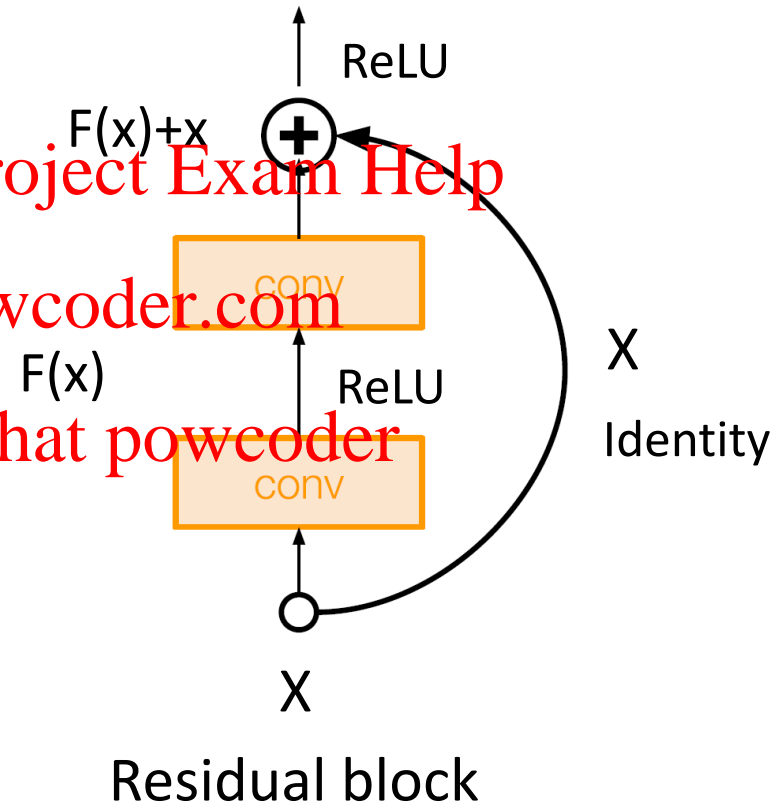 ReLU
F(x)+x
roject Exam Help
conv
wcoder.com
F(x)
ReLU
X
hat powcoder
Identity
conv
X
Residual block